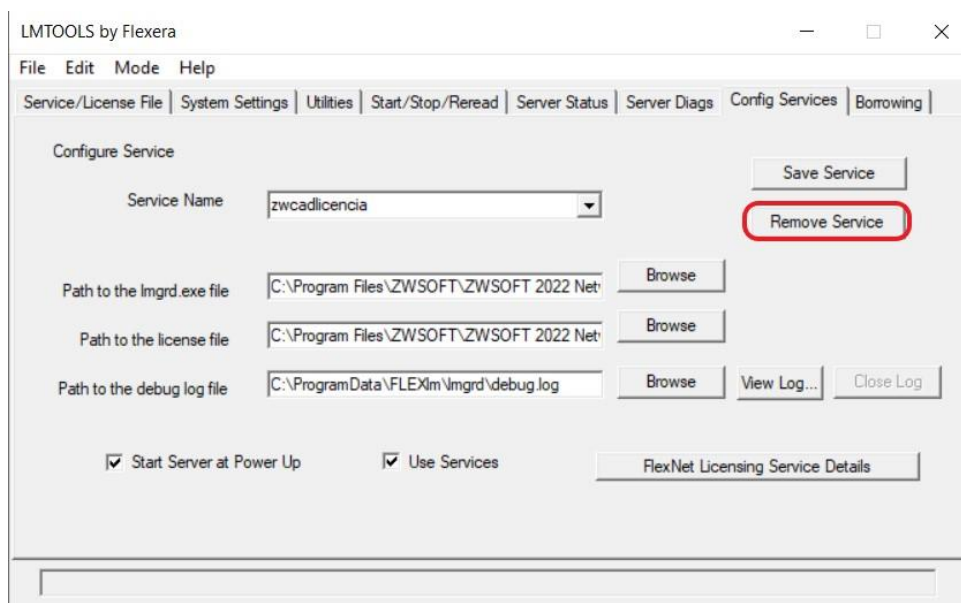 LMTOOLS by Flexera
File Edit Mode Help
Service/License File System Settings Utilities Start/Stop/Reread Server Status Server Diags Config Services Borrowing
Configure Service
Save Service
Service Name zwcadlicencia
Remove Service
Path to the lmgrd.exe file C:\Program Files\ZWSOFT\ZWSOFT 2022 Net Browse
Path to the license file C:\Program Files\ZWSOFT\ZWSOFT 2022 Net Browse
Path to the debug log file C:\ProgramData\FLEXlm\lmgrd\debug.log Browse View Log... Close Log
Start Server at Power Up Use Services FlexNet Licensing Service Details